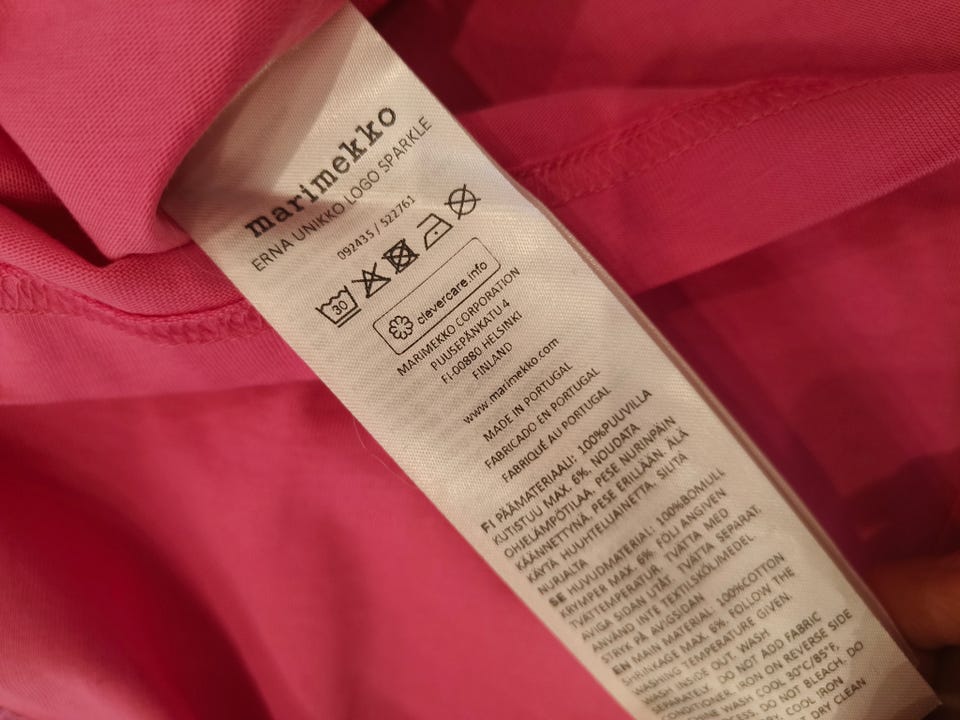 marimekko
ERNA UNIKKO LOGO SPARKLE
092435 / 522761
30
clevercare.info
MARIMEKKO CORPORATION
PUUSEPÄNKATU 4
FI-00880 HELSINKI
FINLAND
www.marimekko.com
MADE IN PORTUGAL
FABRICADO EN PORTUGAL
FABRIQUÉ AU PORTUGAL
FI PÄÄMATERIAALI: 100%PUUVILLA
KUTISTUU MAX. 6%. NOUDATA
OHJELÄMPÖTILAA. PESE NURINPÄIN
KÄÄNNETTYNÄ. PESE ERILLÄÄN. ÄLÄ
KÄYTÄ HUUHTELUAINETTA. SILITÄ
NURJALTA
SE HUVUDMATERIAL: 100%BOMULL
KRYMPER MAX. 6%. FÖLJ ANGIVEN
TVÄTTEMPERATUR. TVÄTTA MED
AVIGA SIDAN UTÅT. TVÄTTA SEPARAT.
ANVÄND INTE TEXTILSKÖLJMEDEL.
STRYK PÅ AVIGSIDAN
EN MAIN MATERIAL: 100%COTTON
SHRINKAGE MAX. 6%. FOLLOW THE
WASHING TEMPERATURE GIVEN.
WASH INSIDE OUT. WASH
SEPARATELY. DO NOT ADD FABRIC
CONDITIONER. IRON ON REVERSE SIDE
WASH COOL 30°C/85°F,
DO NOT BLEACH. DO
COOL IRON
DRY CLEAN